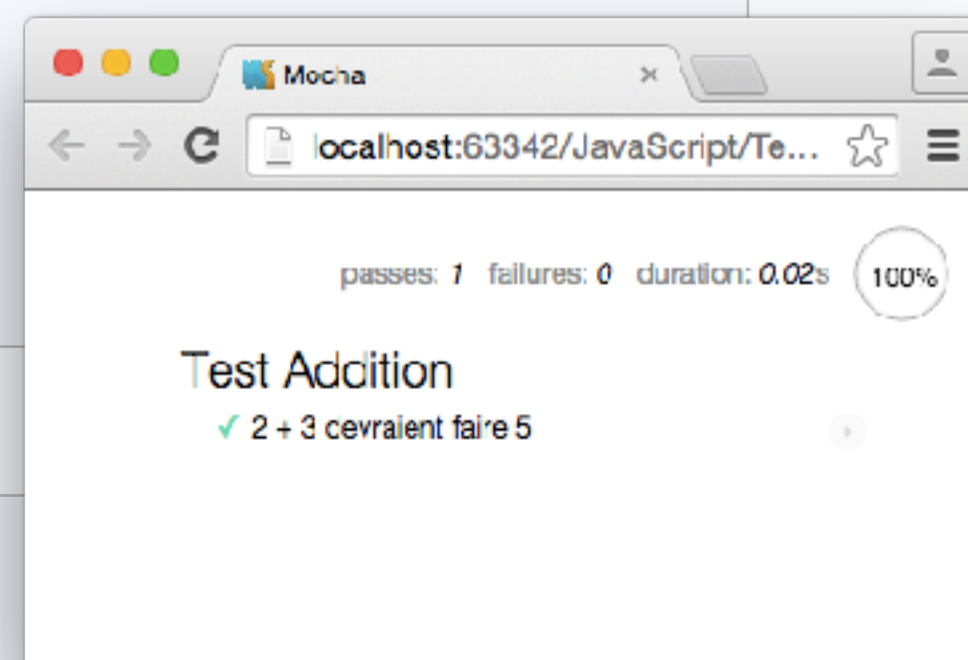 Mocha
localhost:63342/JavaScript/Te...
passes: 1 failures: 0 duration: 0.02s 100%
Test Addition
✓ 2 + 3 devraient faire 5